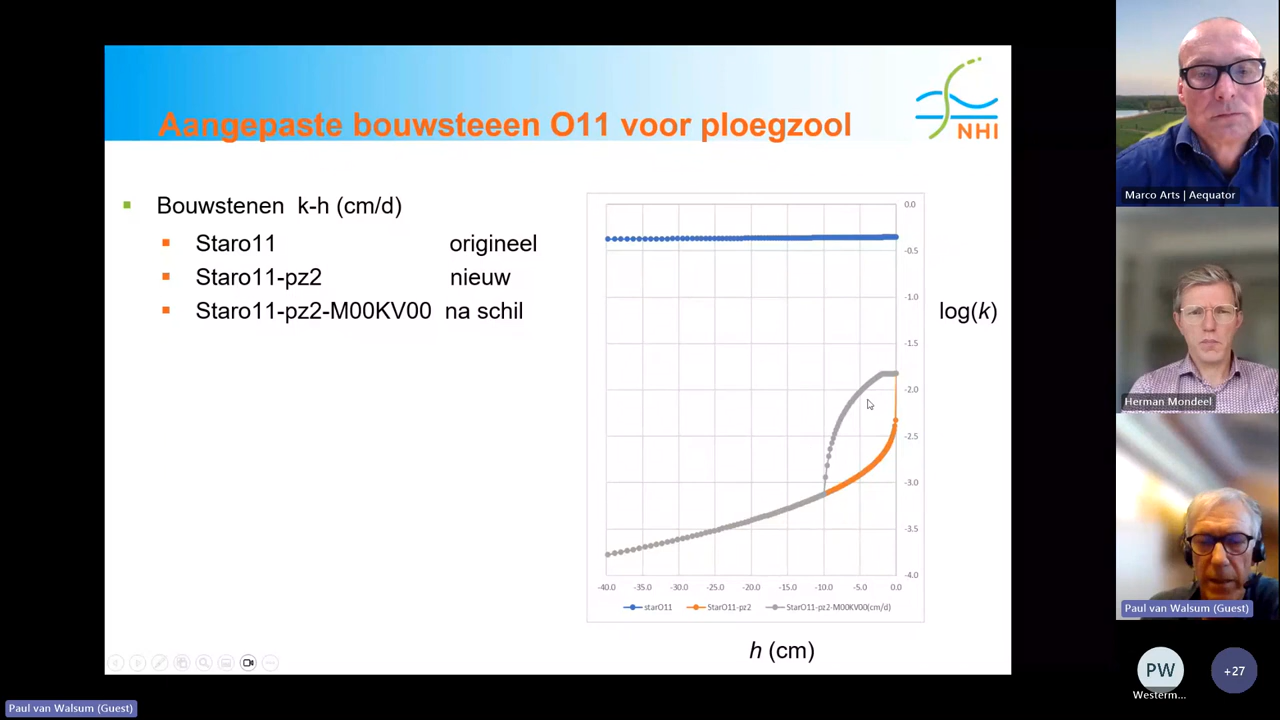 Aangepaste bouwsteeen O11 voor ploegzool
NHI
Bouwstenen k-h (cm/d)
Staro11 origineel
Staro11-pz2 nieuw
Staro11-pz2-M00KV00 na schil
0.0
-0.5
-1.0
-1.5
-2.0
-2.5
-3.0
-3.5
-4.0
log(k)
-40.0 -35.0 -30.0 -25.0 -20.0 -15.0 -10.0 -5.0 0.0
starO11 StarO11-pz2 StarO11-pz2-M00KV00(cm/d)
h (cm)
Marco Arts | Aequator
Herman Mondeel
Paul van Walsum (Guest)
PW
Westerm...
+27
Paul van Walsum (Guest)